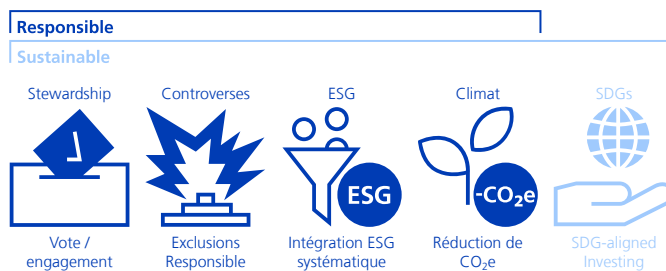 Responsible
Sustainable
Stewardship
Controverses
ESG
Climat
SDGs
ESG
-CO₂e
Vote /
engagement
Exclusions
Responsible
Intégration ESG
systématique
Réduction de
CO₂e
SDG-aligned
Investing